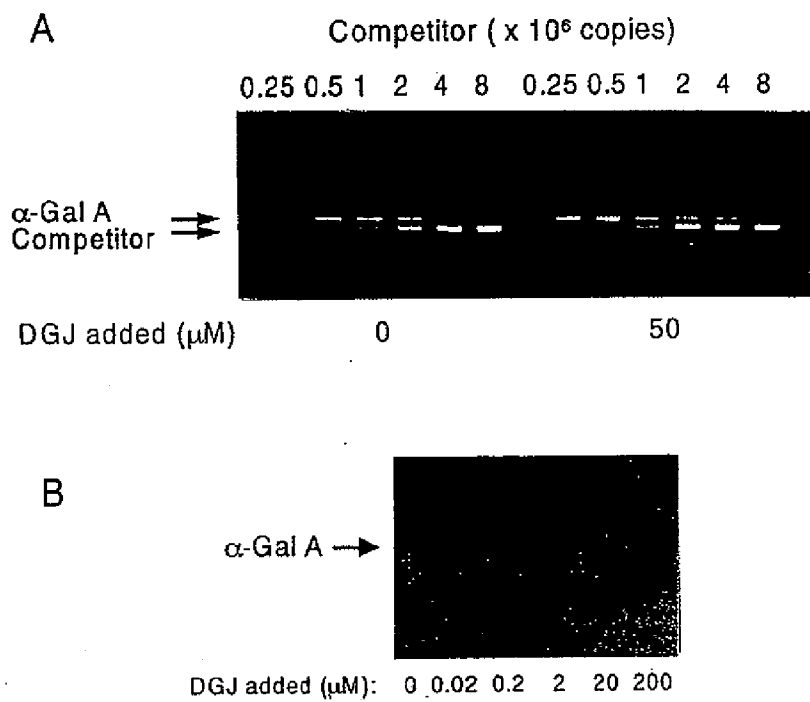 A
Competitor ( x 10⁶ copies)
0.25 0.5 1 2 4 8 0.25 0.5 1 2 4 8
α-Gal A
Competitor
DGJ added (μM) 0 50
B
α-Gal A
DGJ added (μM): 0 0.02 0.2 2 20 200